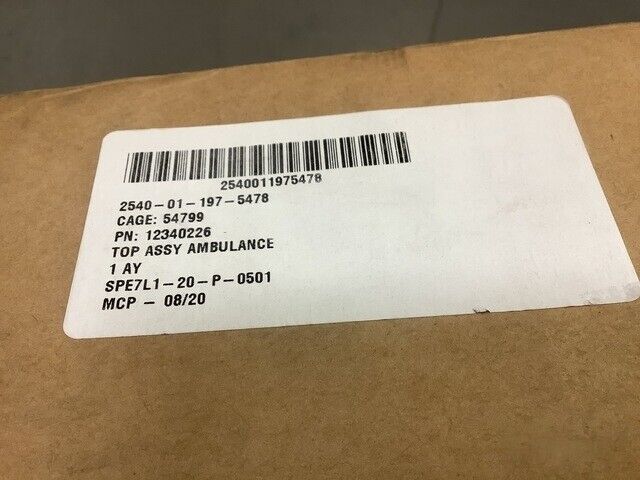 2540011975478
2540-01-197-5478
CAGE: 54799
PN: 12340226
TOP ASSY AMBULANCE
1 AY
SPE7L1-20-P-0501
MCP - 08/20